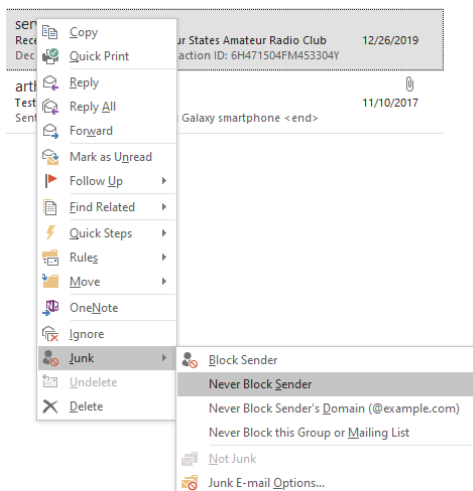 ser
Rece
ur States Amateur Radio Club
12/26/2019
Dec
action ID: 6H471504FM453304Y
art
Test
11/10/2017
Sent
Galaxy smartphone <end>
Copy
Quick Print
Reply
Reply All
Forward
Mark as Unread
Follow Up
Find Related
Quick Steps
Rules
Move
OneNote
Ignore
Junk
Undelete
Delete
Block Sender
Never Block Sender
Never Block Sender's Domain (@example.com)
Never Block this Group or Mailing List
Not Junk
Junk E-mail Options...